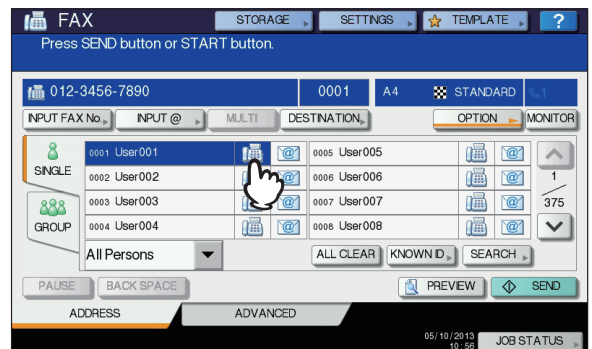 FAX STORAGE SETTINGS TEMPLATE ?
Press SEND button or START button.
012-3456-7890 0001 A4 STANDARD 1
INPUT FAX No. INPUT @ MULTI DESTINATION OPTION MONITOR
SINGLE
0001 User001 @ 0005 User005 @
0002 User002 @ 0006 User006 @
1
375
GROUP
0003 User003 @ 0007 User007 @
0004 User004 @ 0008 User008 @
All Persons ALL CLEAR KNOWN ID SEARCH
PAUSE BACK SPACE PREVIEW SEND
ADDRESS ADVANCED
05/10/2013
10:56
JOB STATUS